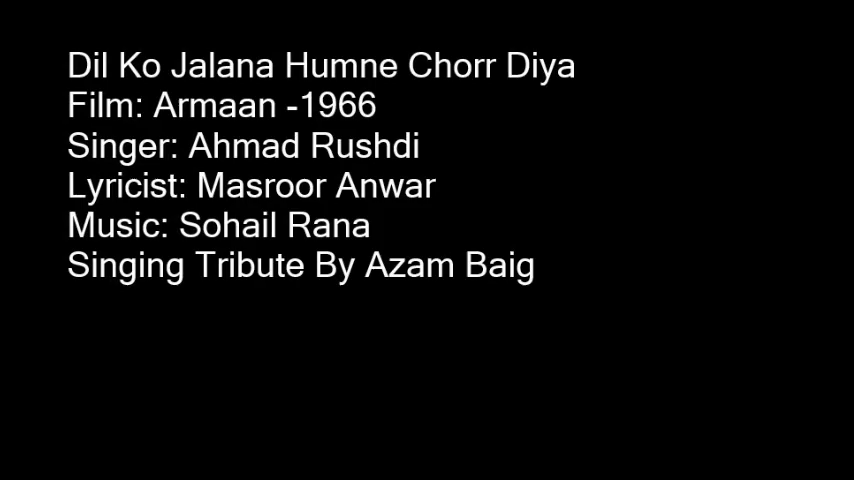 Dil Ko Jalana Humne Chorr Diya
Film: Armaan -1966
Singer: Ahmad Rushdi
Lyricist: Masroor Anwar
Music: Sohail Rana
Singing Tribute By Azam Baig